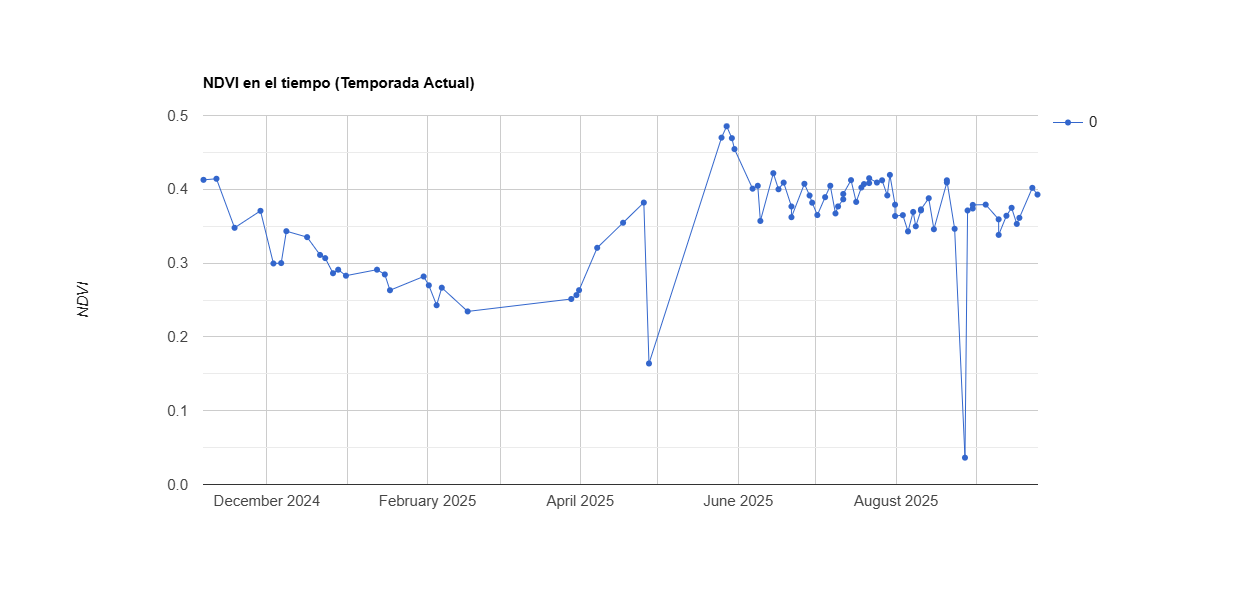 NDVI en el tiempo (Temporada Actual)
0.5
0.4
0.3
0.2
0.1
0.0
NDVI
December 2024
February 2025
April 2025
June 2025
August 2025
0